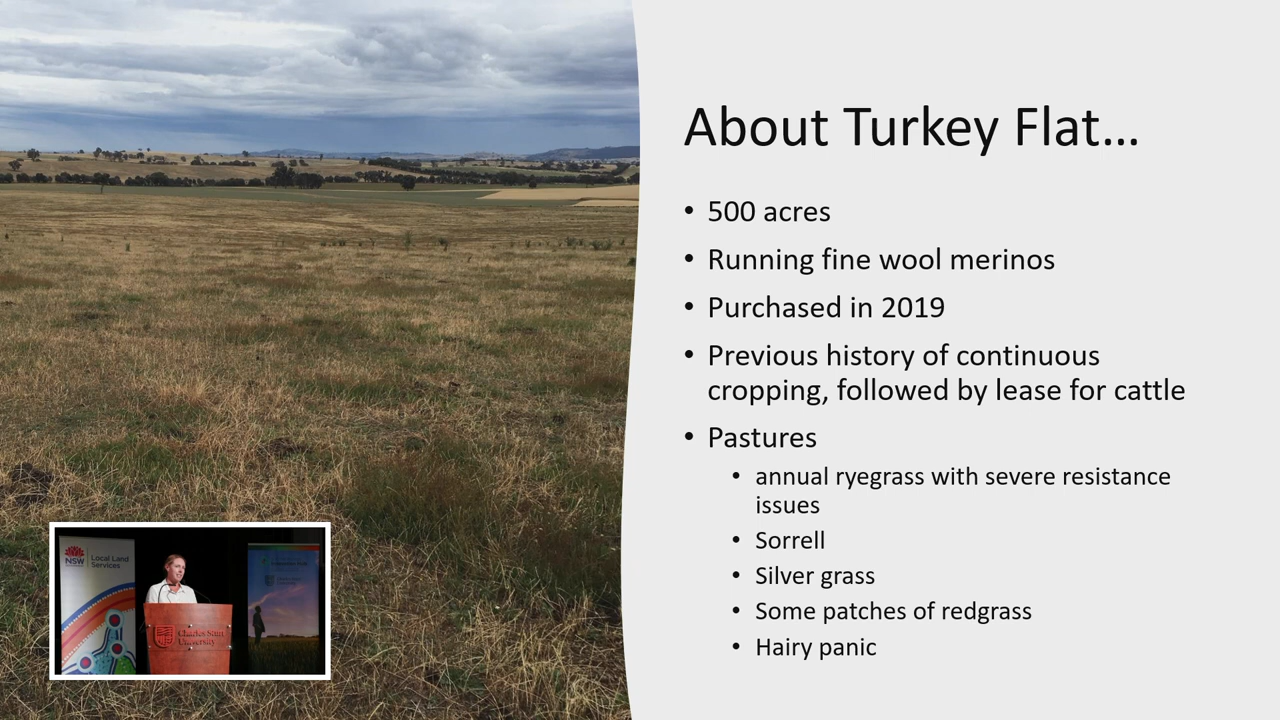 About Turkey Flat...
• 500 acres
• Running fine wool merinos
• Purchased in 2019
• Previous history of continuous
cropping, followed by lease for cattle
• Pastures
• annual ryegrass with severe resistance
issues
• Sorrell
• Silver grass
• Some patches of redgrass
• Hairy panic
NSW
Local Land
Services
Charles Sturt
University